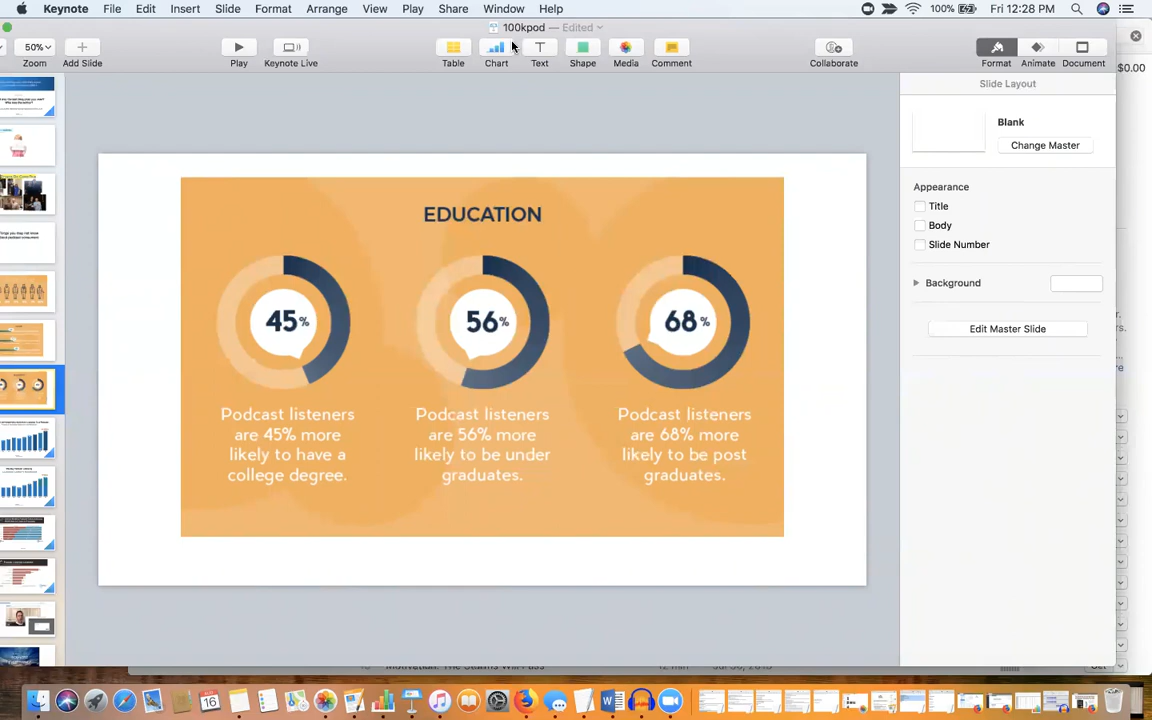 Keynote File Edit Insert Slide Format Arrange View Play Share Window Help
100% Fri 12:28 PM
100kpod — Edited
50%
Zoom Add Slide Play Keynote Live Table Chart Text Shape Media Comment Collaborate Format Animate Document
$0.00
Slide Layout
Blank
Change Master
Appearance
Title
Body
Slide Number
Background
Edit Master Slide
EDUCATION
45% 56% 68%
Podcast listeners
are 45% more
likely to have a
college degree.
Podcast listeners
are 56% more
likely to be under
graduates.
Podcast listeners
are 68% more
likely to be post
graduates.
16